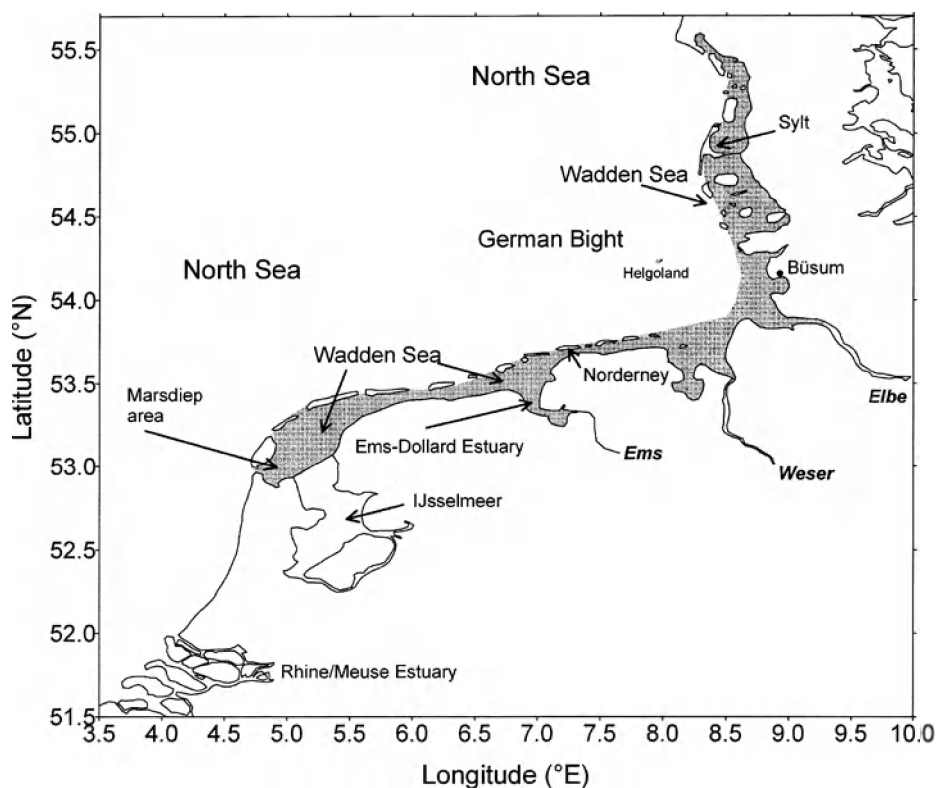 55.5
55.0
54.5
54.0
53.5
53.0
52.5
52.0
51.5
Latitude (°N)
North Sea
Sylt
Wadden Sea
German Bight
North Sea
Helgoland
Büsum
Wadden Sea
Norderney
Marsdiep
area
Elbe
Ems-Dollard Estuary
Ems
Weser
IJsselmeer
Rhine/Meuse Estuary
3.5 4.0 4.5 5.0 5.5 6.0 6.5 7.0 7.5 8.0 8.5 9.0 9.5 10.0
Longitude (°E)